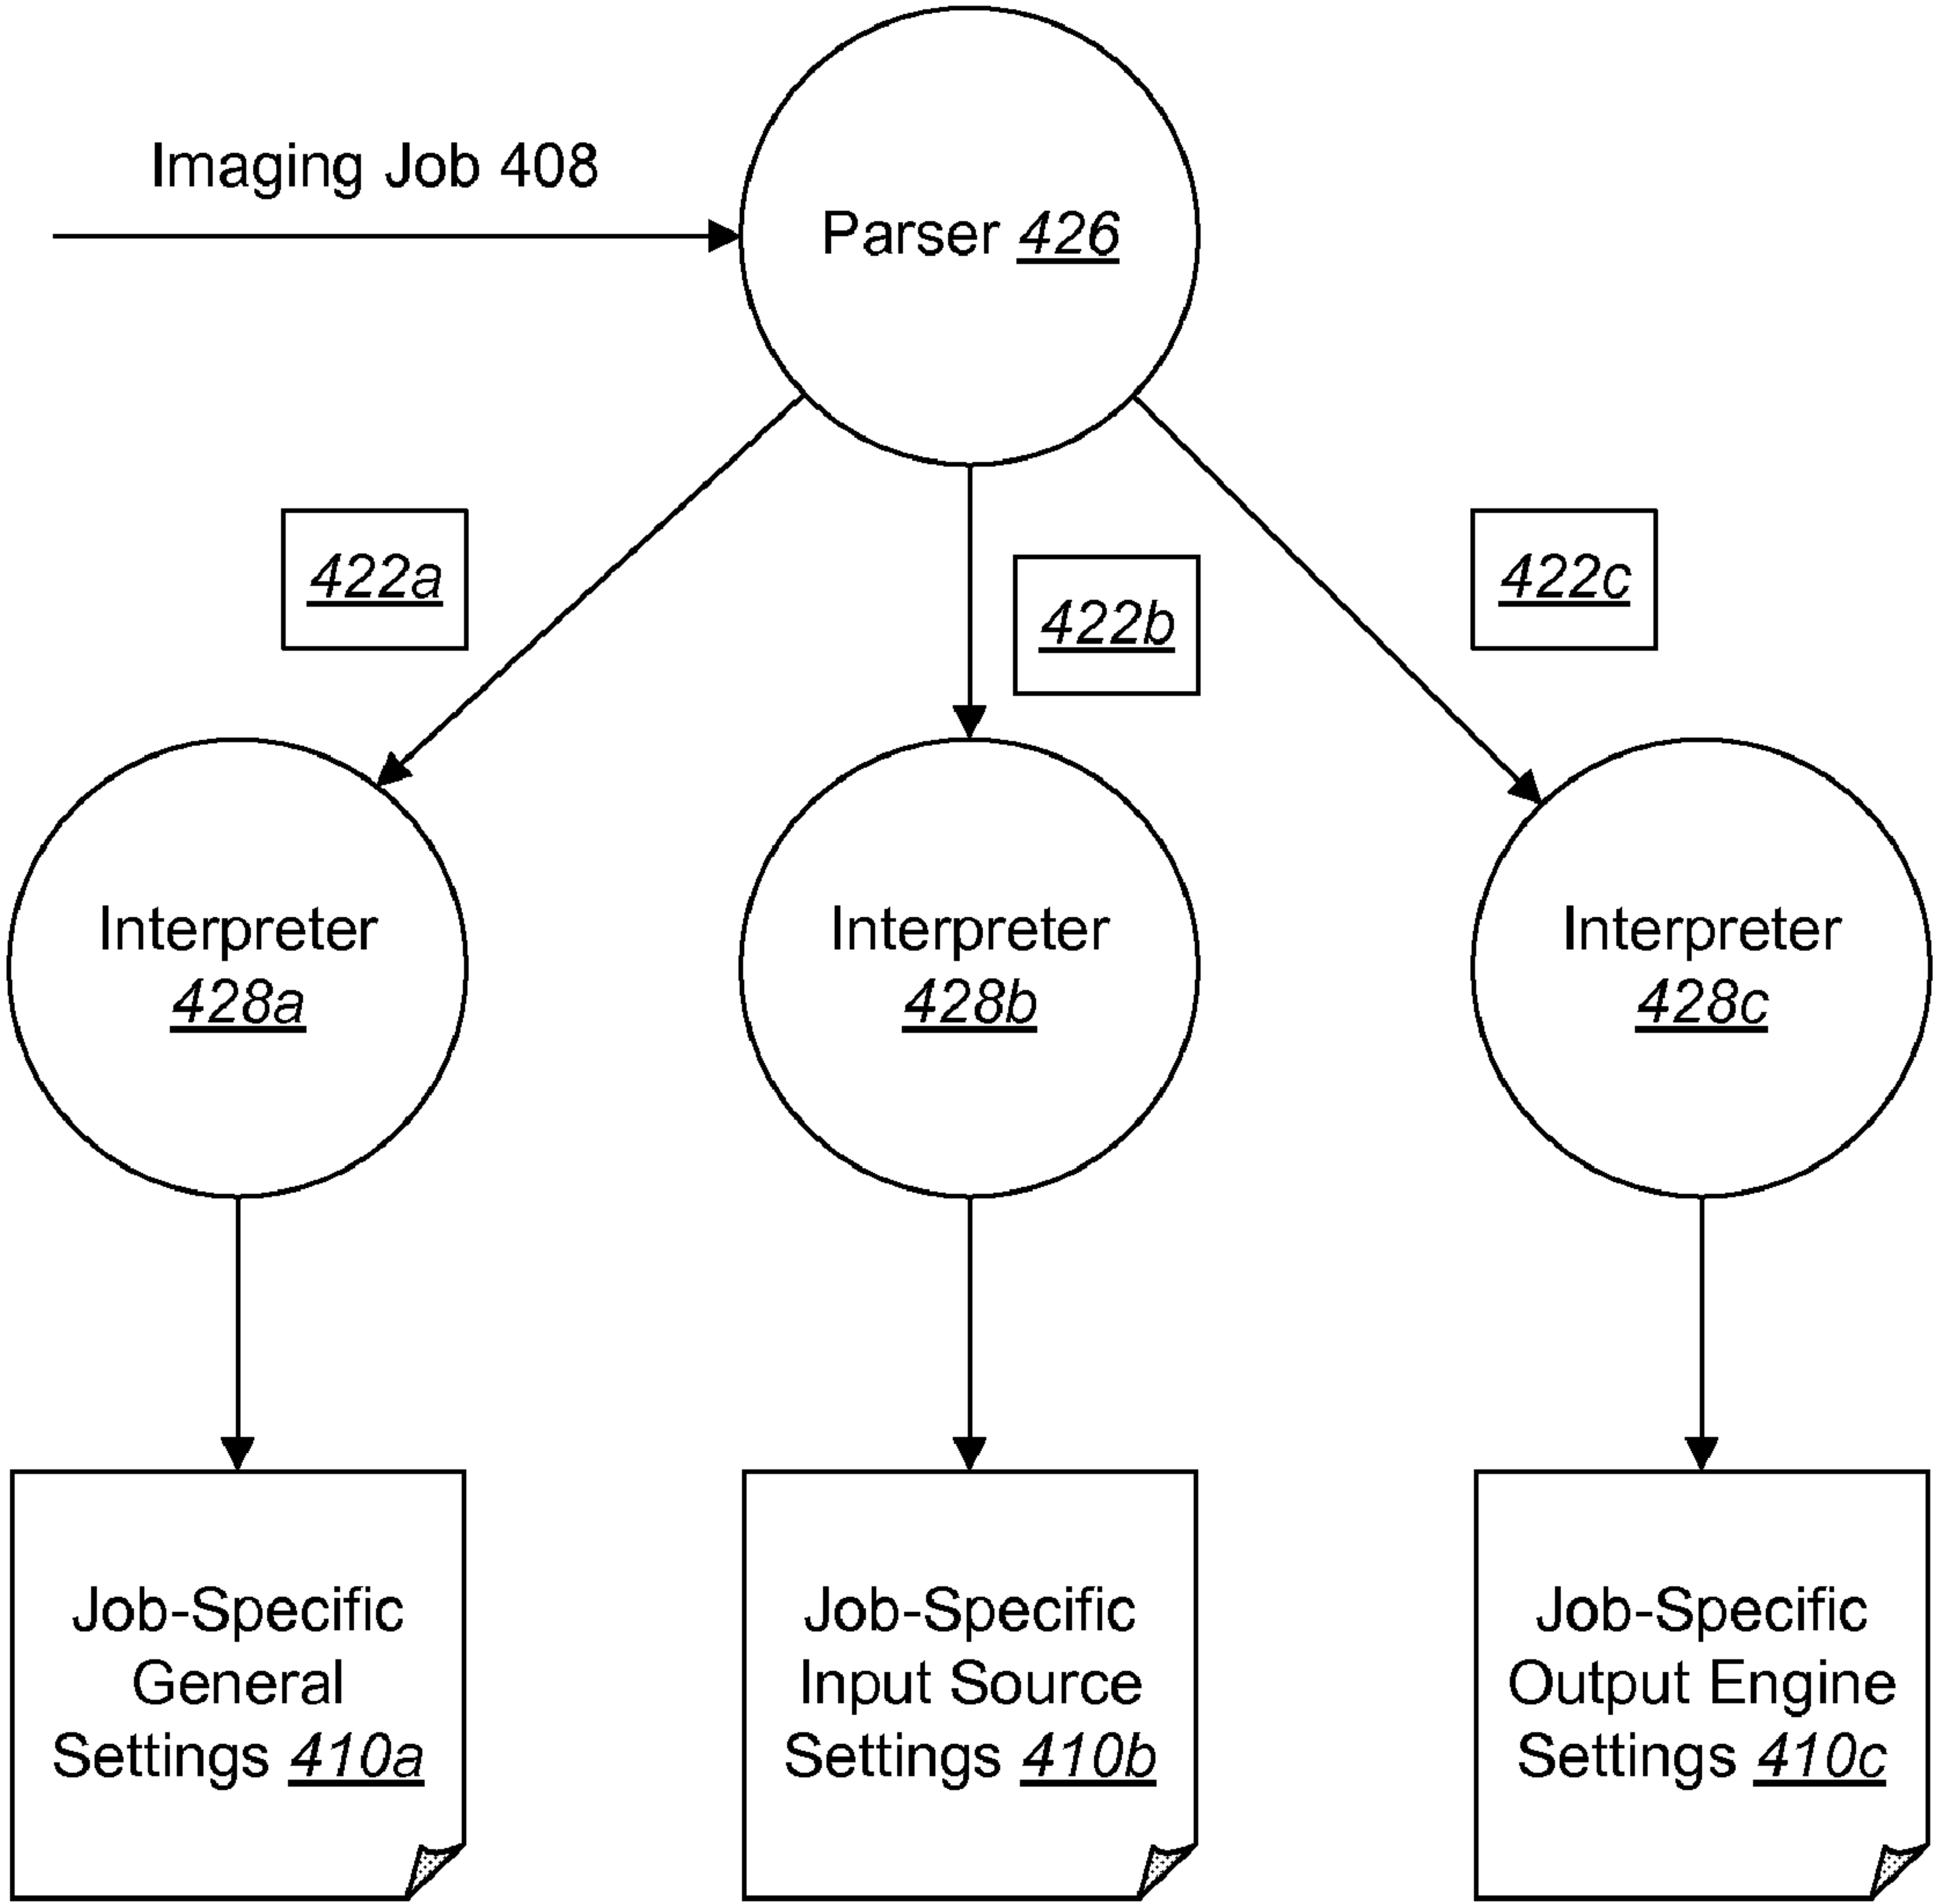 Imaging Job 408
Parser 426
422a
422b
422c
Interpreter
428a
Interpreter
428b
Interpreter
428c
Job-Specific
General
Settings 410a
Job-Specific
Input Source
Settings 410b
Job-Specific
Output Engine
Settings 410c